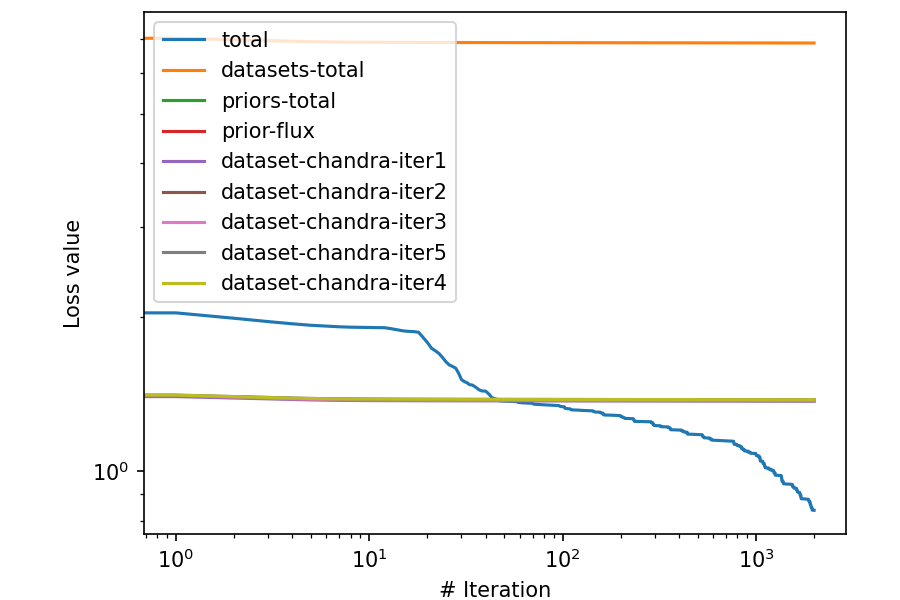 total
datasets-total
priors-total
prior-flux
dataset-chandra-iter1
dataset-chandra-iter2
dataset-chandra-iter3
dataset-chandra-iter5
dataset-chandra-iter4
Loss value
10⁰
10⁰ 10¹ 10² 10³
# Iteration